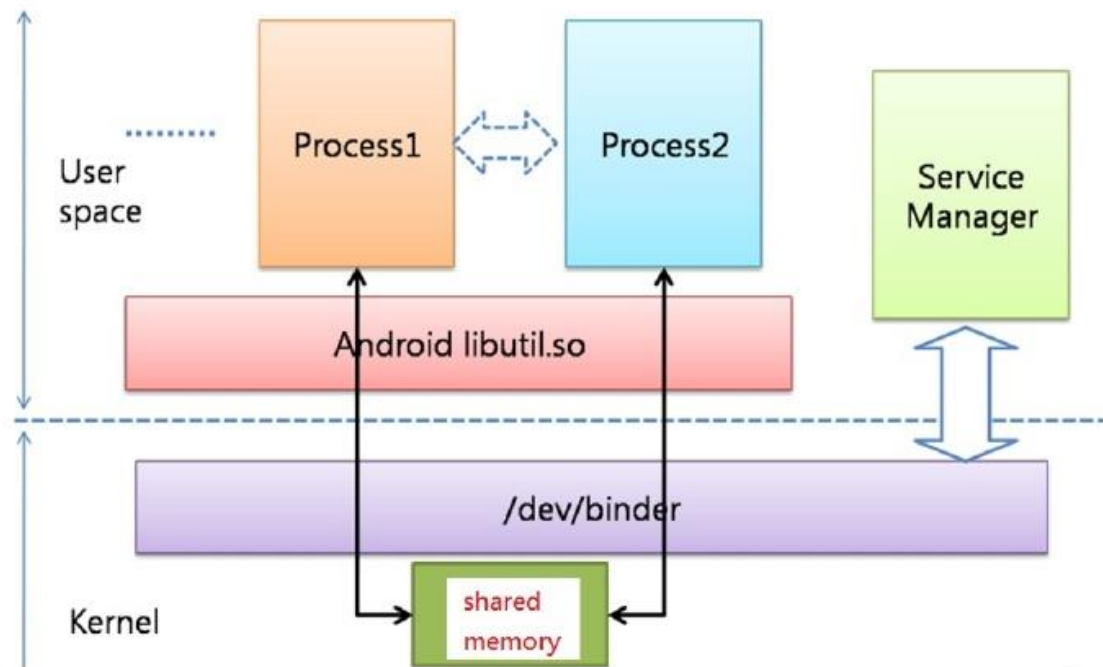 Process1
Process2
User
space
Service
Manager
Android libutil.so
/dev/binder
Kernel
shared
memory